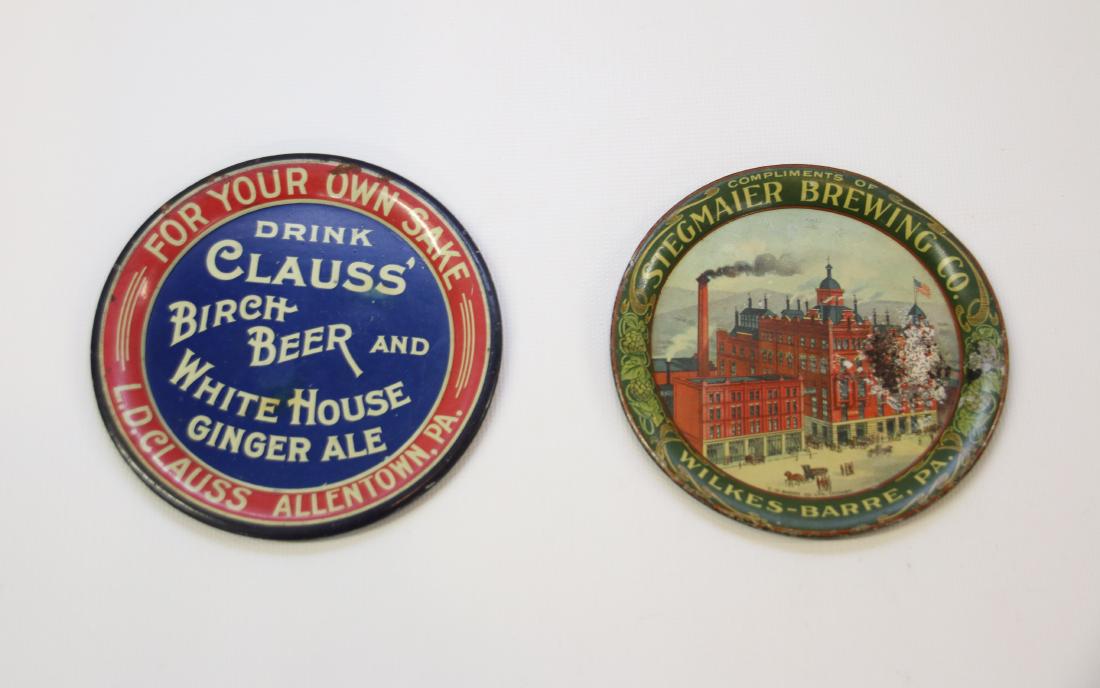 FOR YOUR OWN SAKE
DRINK
CLAUSS'
BIRCH
BEER AND
WHITE HOUSE
GINGER ALE
L.D. CLAUSS ALLENTOWN, PA.
COMPLIMENTS OF
STEGMAIER BREWING CO.
WILKES-BARRE, PA.